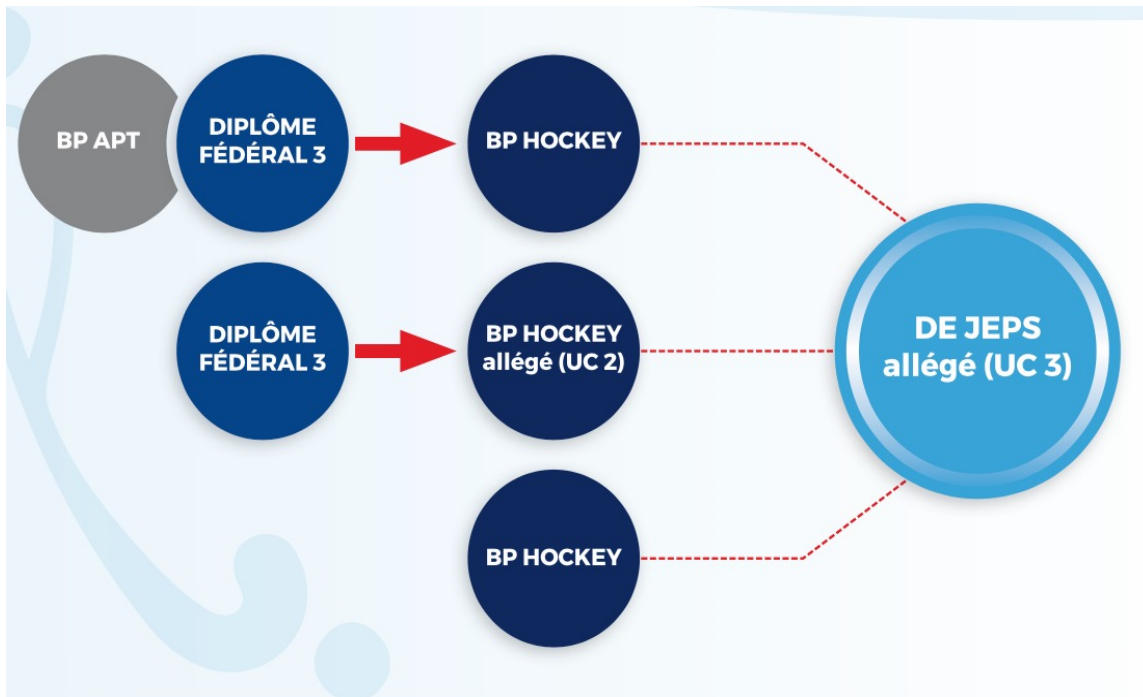 BP APT
DIPLÔME
FÉDÉRAL 3
BP HOCKEY
DIPLÔME
FÉDÉRAL 3
BP HOCKEY
allégé (UC 2)
DE JEPS
allégé (UC 3)
BP HOCKEY